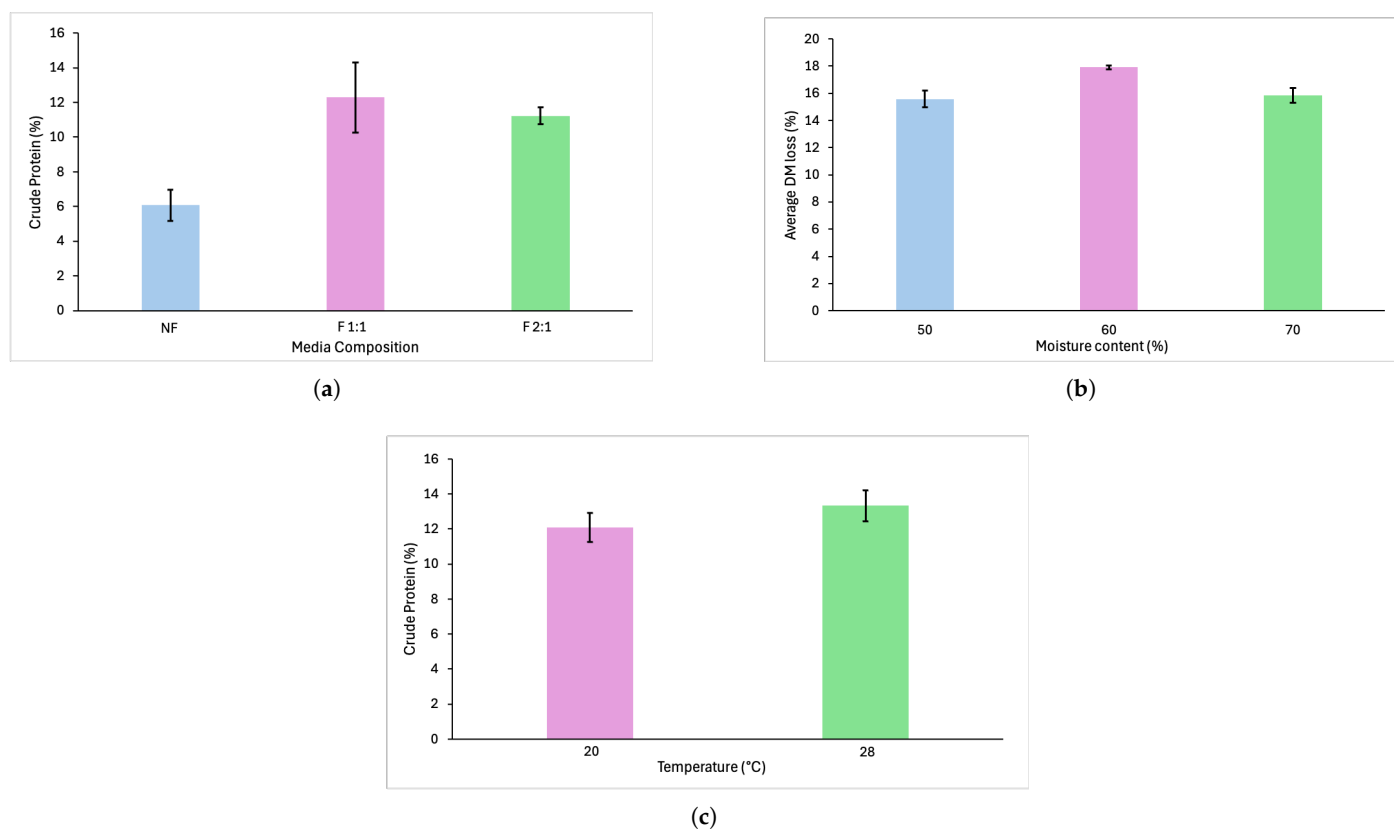 16
14
12
10
8
6
4
2
0
Crude Protein (%)
NF F 1:1 F 2:1
Media Composition
(a)
20
18
16
14
12
10
8
6
4
2
0
Average DM loss (%)
50 60 70
Moisture content (%)
(b)
16
14
12
10
8
6
4
2
0
Crude Protein (%)
20 28
Temperature (°C)
(c)